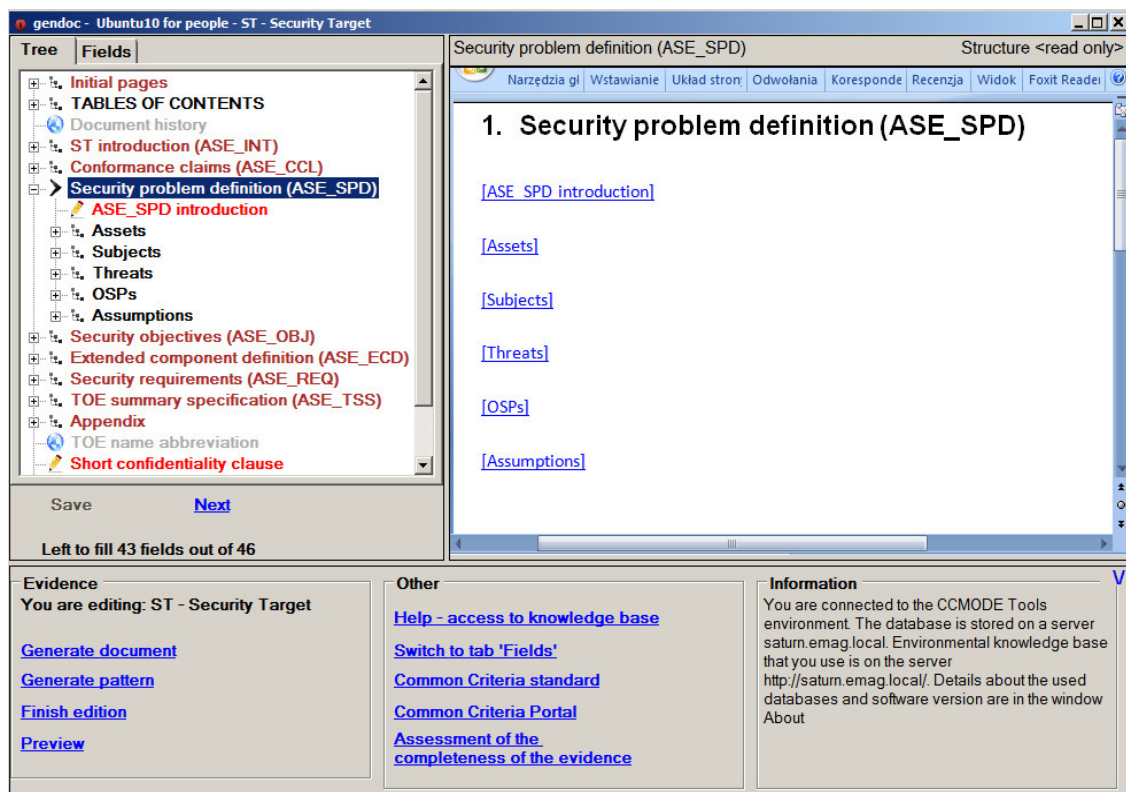 gendoc - Ubuntu10 for people - ST - Security Target
Tree
Fields
Initial pages
TABLES OF CONTENTS
Document history
ST introduction (ASE_INT)
Conformance claims (ASE_CCL)
Security problem definition (ASE_SPD)
ASE_SPD introduction
Assets
Subjects
Threats
OSPs
Assumptions
Security objectives (ASE_OBJ)
Extended component definition (ASE_ECD)
Security requirements (ASE_REQ)
TOE summary specification (ASE_TSS)
Appendix
TOE name abbreviation
Short confidentiality clause
Save
Next
Left to fill 43 fields out of 46
Security problem definition (ASE_SPD)
Structure <read only>
Narzędzia gł Wstawianie Układ strony Odwołania Koresponde Recenzja Widok Foxit Reader
1. Security problem definition (ASE_SPD)
[ASE_SPD introduction]
[Assets]
[Subjects]
[Threats]
[OSPs]
[Assumptions]
Evidence
You are editing: ST - Security Target
Generate document
Generate pattern
Finish edition
Preview
Other
Help - access to knowledge base
Switch to tab 'Fields'
Common Criteria standard
Common Criteria Portal
Assessment of the
completeness of the evidence
Information
V
You are connected to the CCMODE Tools
environment. The database is stored on a server
saturn.emag.local. Environmental knowledge base
that you use is on the server
http://saturn.emag.local/. Details about the used
databases and software version are in the window
About